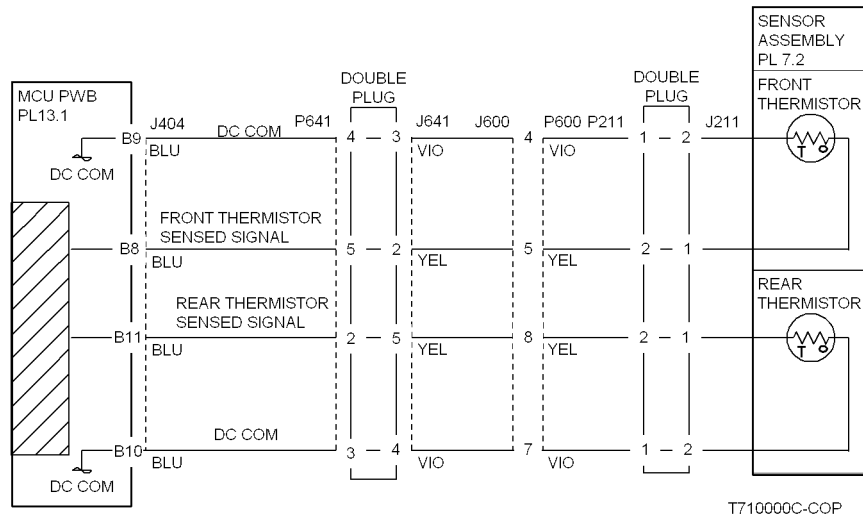 SENSOR
ASSEMBLY
PL 7.2
FRONT
THERMISTOR
T O
REAR
THERMISTOR
T O
MCU PWB
PL13.1
DOUBLE
PLUG
DOUBLE
PLUG
B9 J404 DC COM P641 4 3 J641 J600 4 P600 P211 1 2 J211
BLU VIO VIO
DC COM
FRONT THERMISTOR
SENSED SIGNAL
B8 5 2 5 2 1
BLU YEL YEL
REAR THERMISTOR
SENSED SIGNAL
B11 2 5 8 2 1
BLU YEL YEL
DC COM
B10 3 4 7 1 2
BLU VIO VIO
DC COM
T710000C-COP